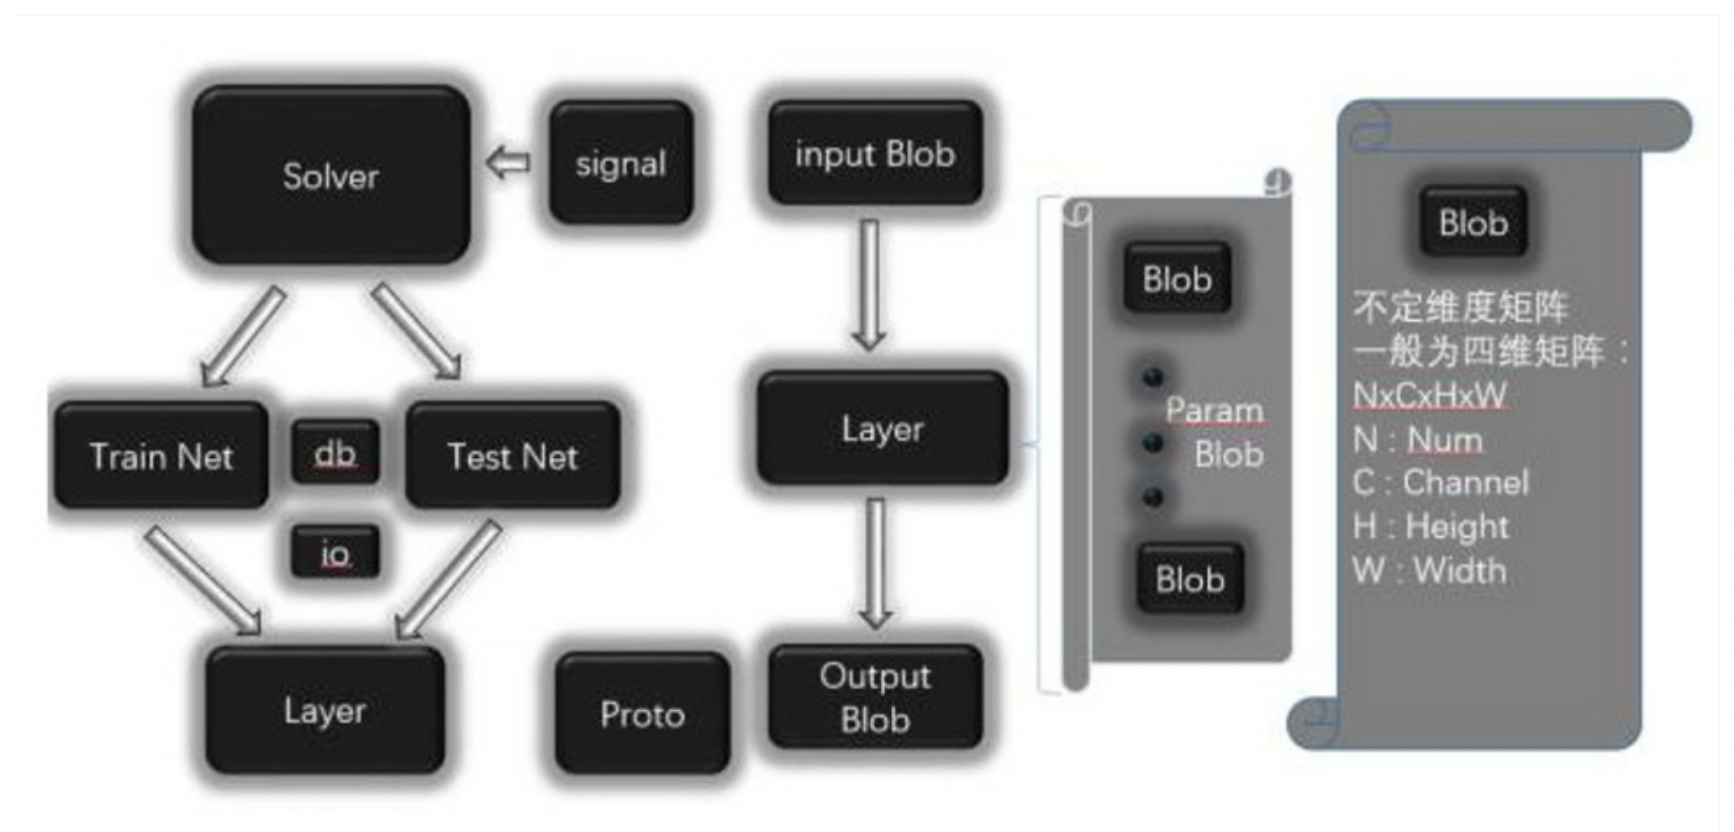 Solver
signal
Train Net
db
Test Net
io
Layer
Proto
input Blob
Layer
Output
Blob
Blob
Param
Blob
Blob
Blob
不定维度矩阵
一般为四维矩阵：
NxCxHxW
N : Num
C : Channel
H : Height
W : Width